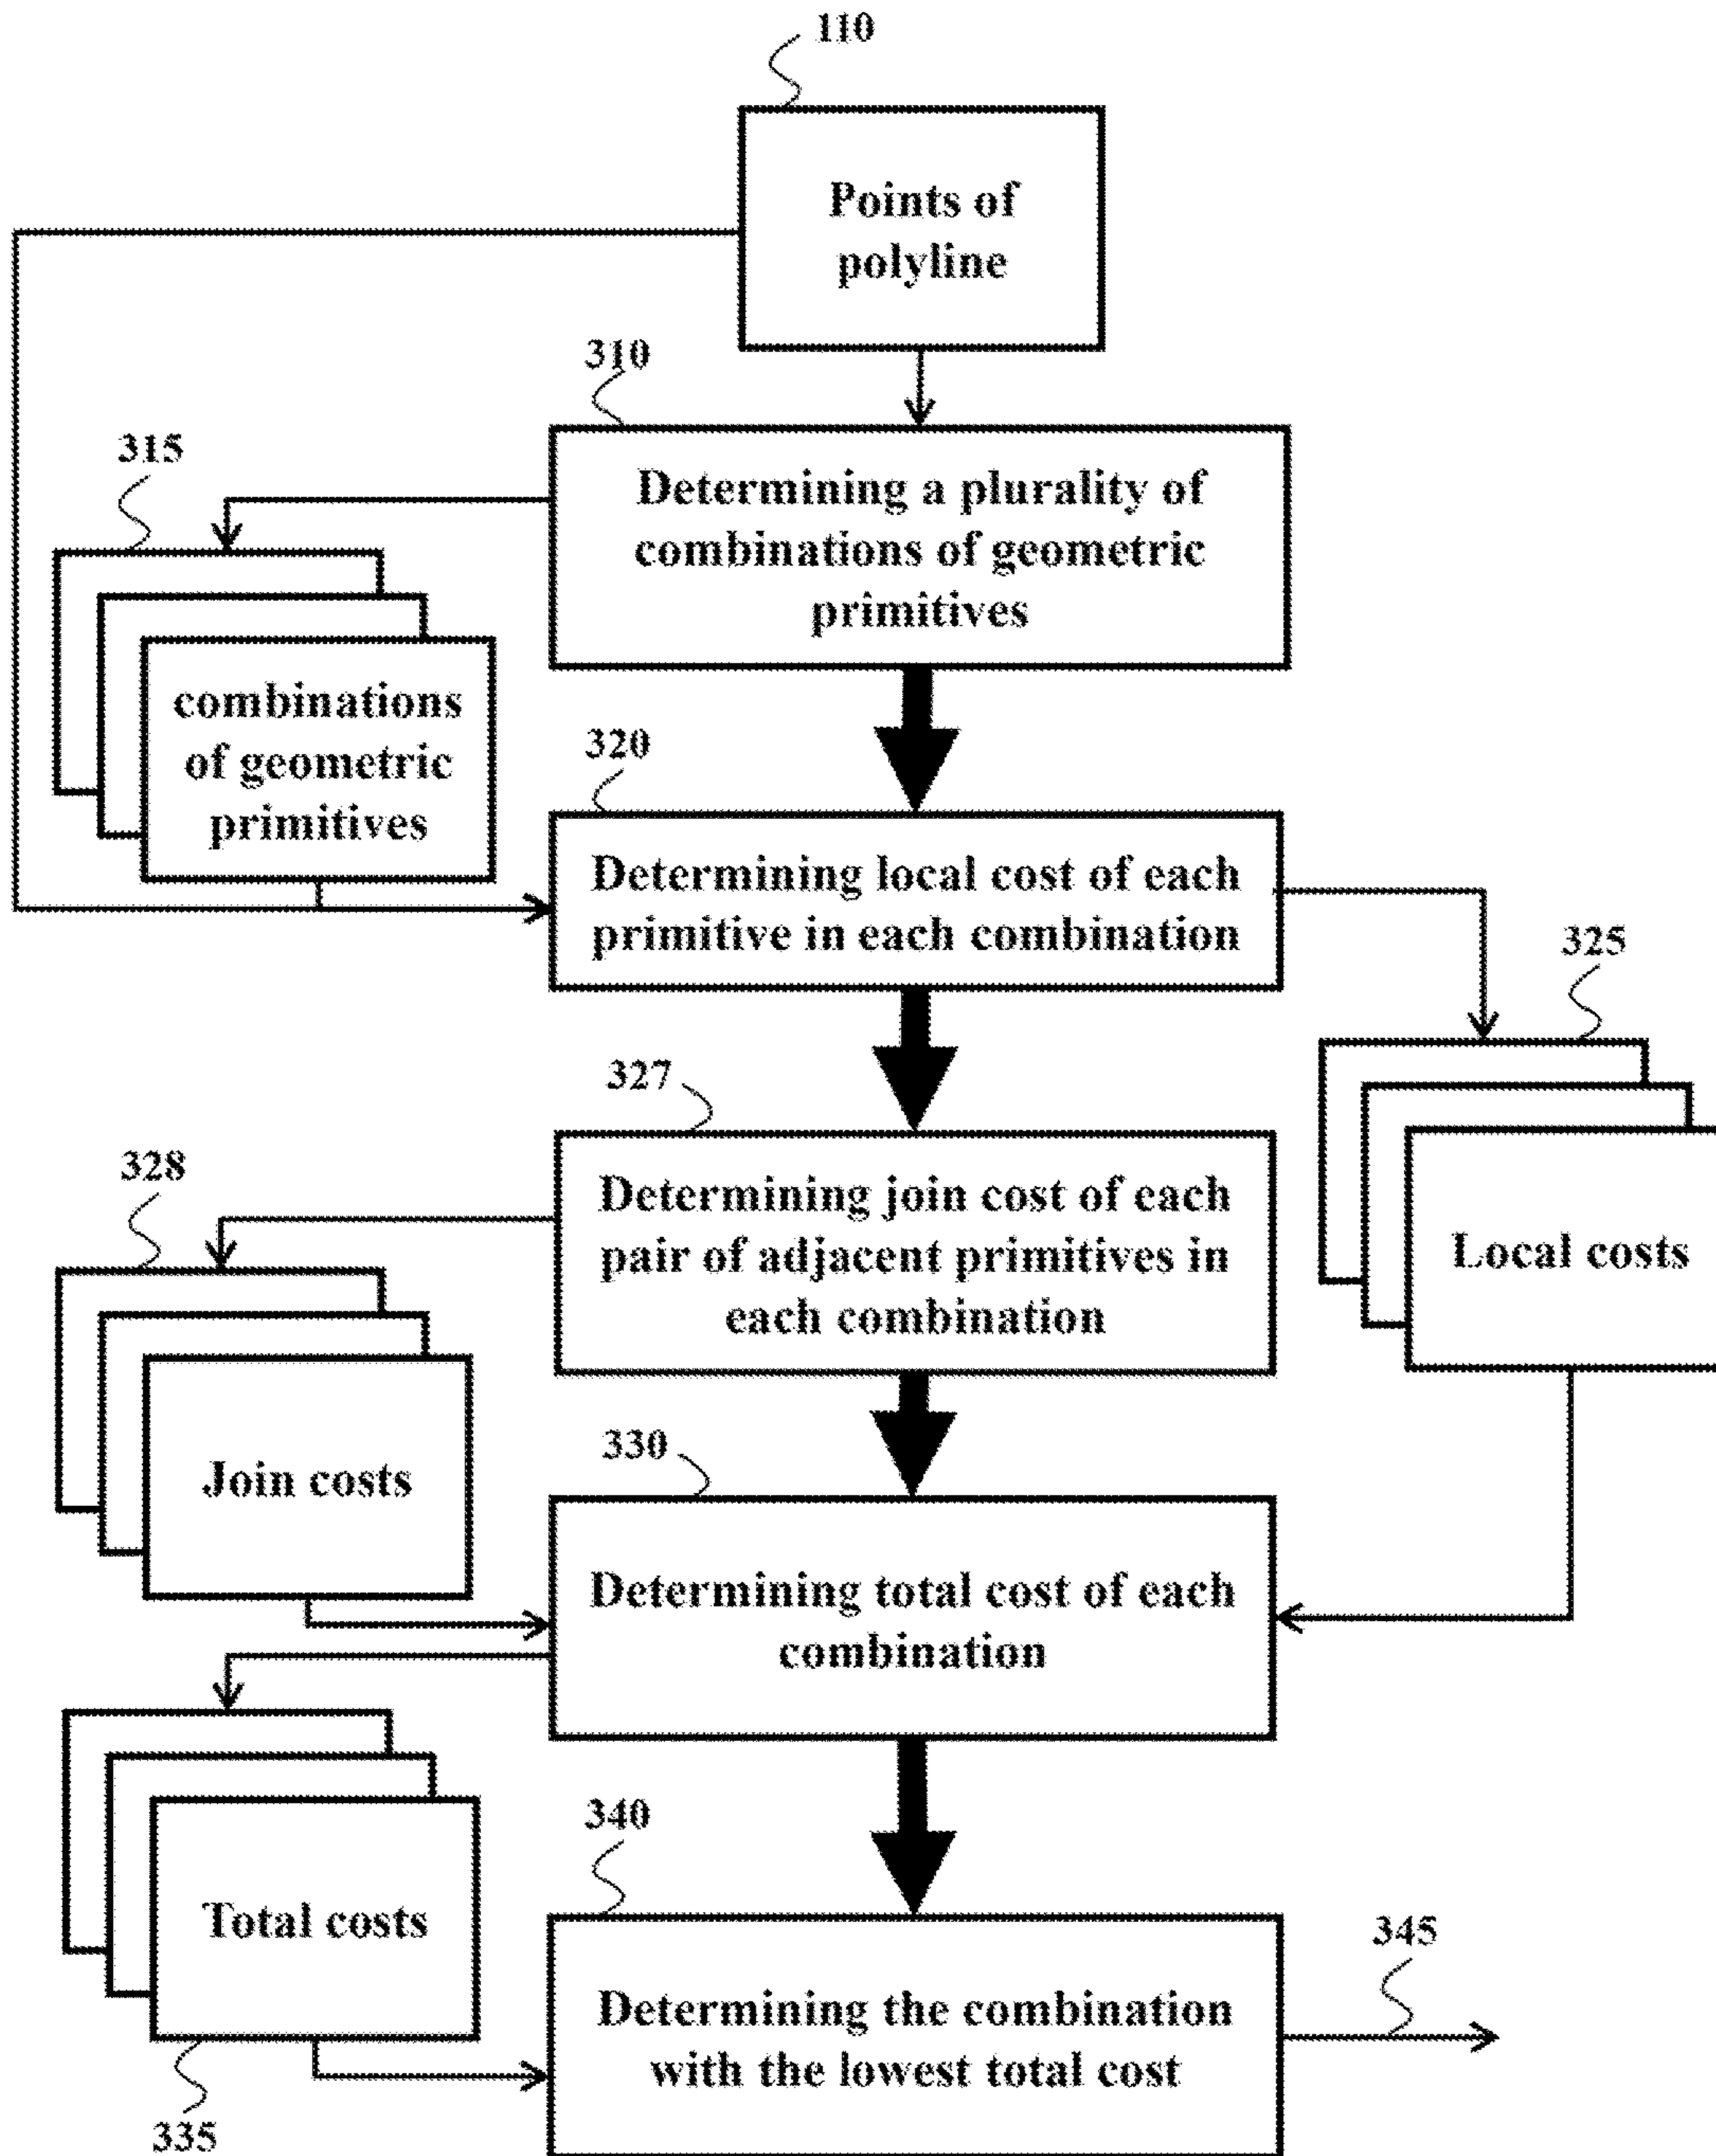 110
Points of
polyline
310
Determining a plurality of
combinations of geometric
primitives
315
combinations
of geometric
primitives
320
Determining local cost of each
primitive in each combination
325
Local costs
327
Determining join cost of each
pair of adjacent primitives in
each combination
328
Join costs
330
Determining total cost of each
combination
Total costs
335
340
Determining the combination
with the lowest total cost
345